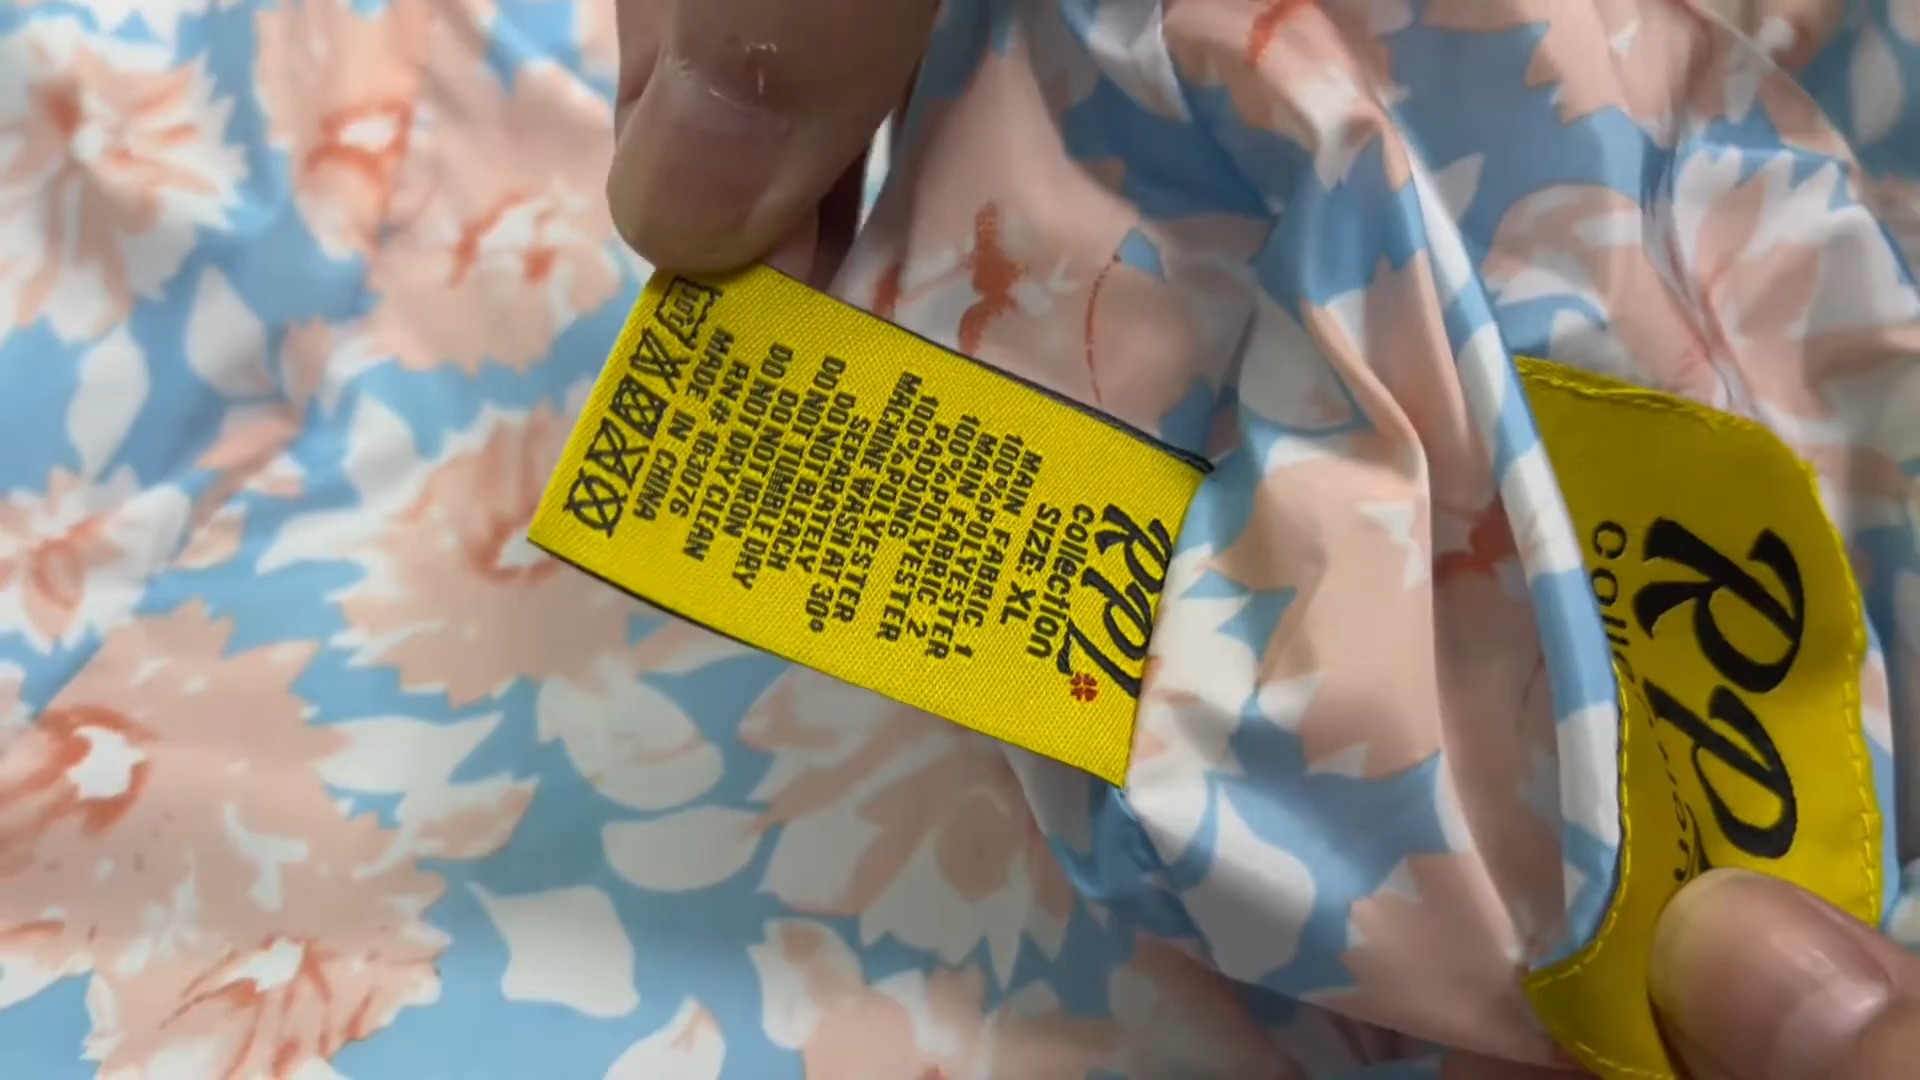 RPL
Collection
SIZE: XL
MAIN FABRIC 1
100%POLYESTER
MAIN FABRIC 2
100%POLYESTER
PADDING
100%POLYESTER
MACHINE WASH AT 30°
SEPARATELY
DO NOT BLEACH
DO NOT TUMBLE DRY
DO NOT IRON
DO NOT DRY CLEAN
RN# 163076
MADE IN CHINA
30°